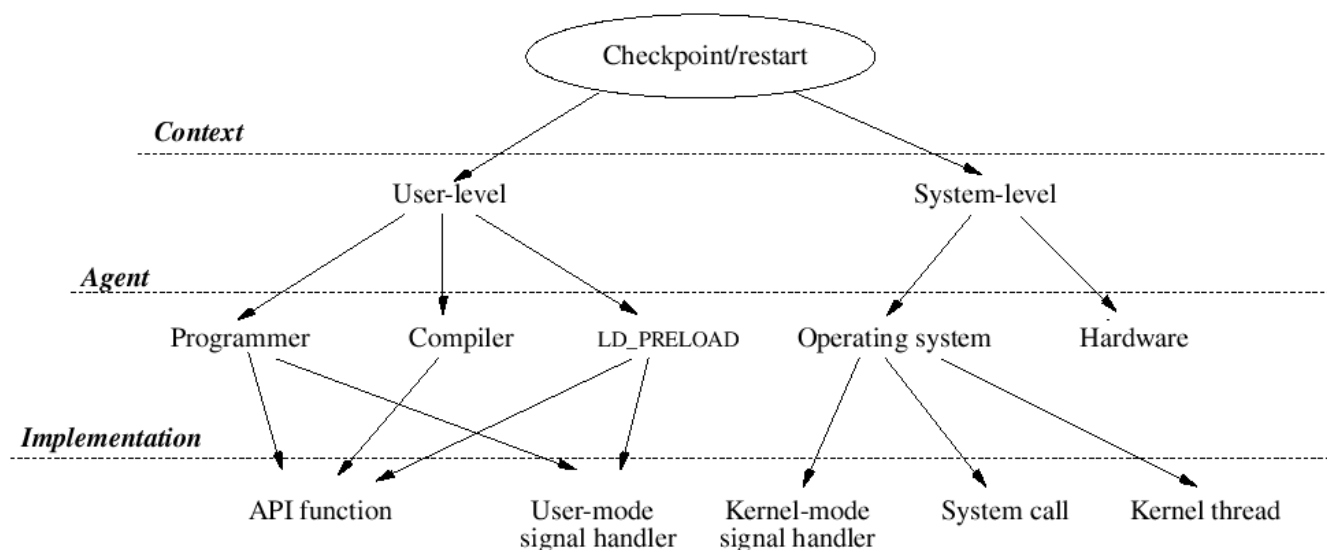 Checkpoint/restart
Context
User-level
System-level
Agent
Programmer
Compiler
LD_PRELOAD
Operating system
Hardware
Implementation
API function
User-mode
signal handler
Kernel-mode
signal handler
System call
Kernel thread